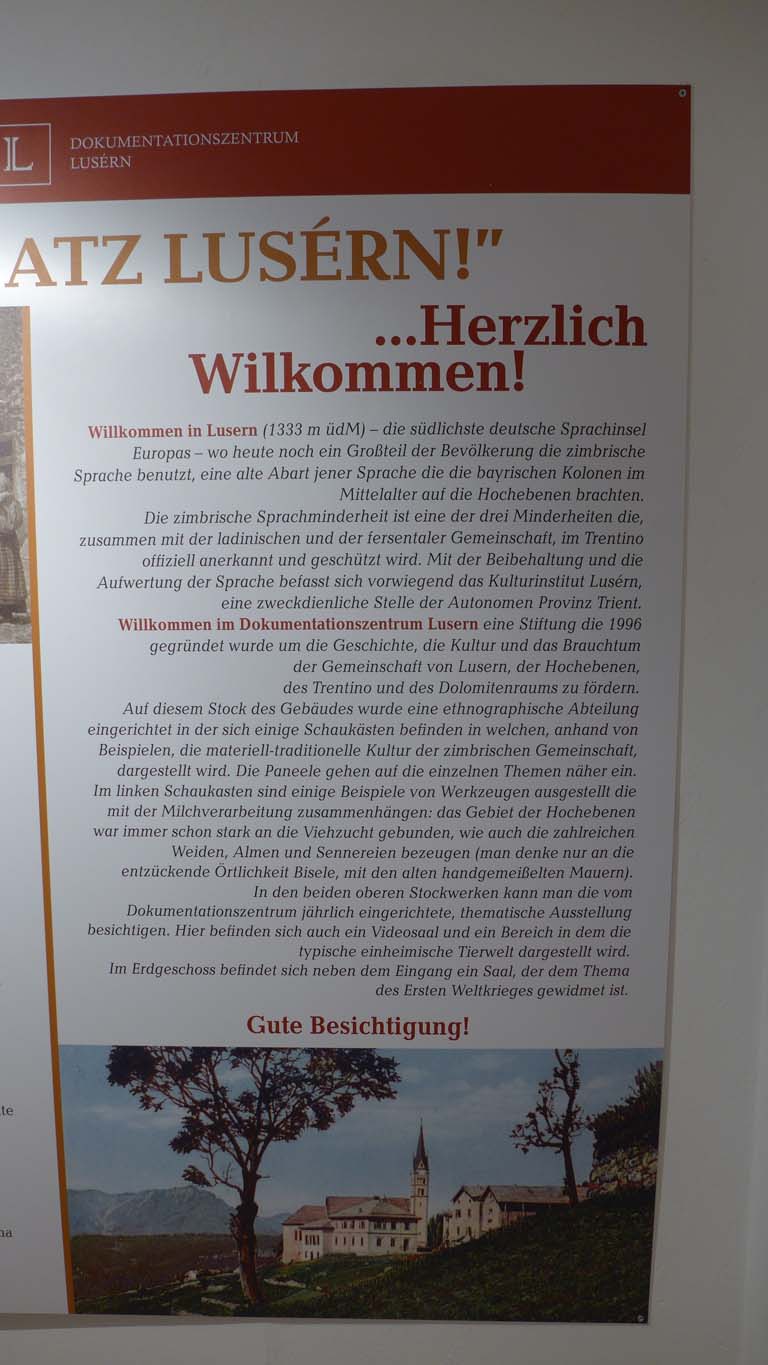 L
DOKUMENTATIONSZENTRUM
LUSÉRN
ATZ LUSÉRN!"
...Herzlich
Wilkommen!
Willkommen in Lusern (1333 m üdM) – die südlichste deutsche Sprachinsel
Europas – wo heute noch ein Großteil der Bevölkerung die zimbrische
Sprache benutzt, eine alte Abart jener Sprache die die bayrischen Kolonen im
Mittelalter auf die Hochebenen brachten.
Die zimbrische Sprachminderheit ist eine der drei Minderheiten die,
zusammen mit der ladinischen und der fersentaler Gemeinschaft, im Trentino
offiziell anerkannt und geschützt wird. Mit der Beibehaltung und die
Aufwertung der Sprache befasst sich vorwiegend das Kulturinstitut Lusérn,
eine zweckdienliche Stelle der Autonomen Provinz Trient.
Willkommen im Dokumentationszentrum Lusern eine Stiftung die 1996
gegründet wurde um die Geschichte, die Kultur und das Brauchtum
der Gemeinschaft von Lusern, der Hochebenen,
des Trentino und des Dolomitenraums zu fördern.
Auf diesem Stock des Gebäudes wurde eine ethnographische Abteilung
eingerichtet in der sich einige Schaukästen befinden in welchen, anhand von
Beispielen, die materiell-traditionelle Kultur der zimbrischen Gemeinschaft,
dargestellt wird. Die Paneele gehen auf die einzelnen Themen näher ein.
Im linken Schaukasten sind einige Beispiele von Werkzeugen ausgestellt die
mit der Milchverarbeitung zusammenhängen: das Gebiet der Hochebenen
war immer schon stark an die Viehzucht gebunden, wie auch die zahlreichen
Weiden, Almen und Sennereien bezeugen (man denke nur an die
entzückende Örtlichkeit Bisele, mit den alten handgemeißelten Mauern).
In den beiden oberen Stockwerken kann man die vom
Dokumentationszentrum jährlich eingerichtete, thematische Ausstellung
besichtigen. Hier befinden sich auch ein Videosaal und ein Bereich in dem die
typische einheimische Tierwelt dargestellt wird.
Im Erdgeschoss befindet sich neben dem Eingang ein Saal, der dem Thema
des Ersten Weltkrieges gewidmet ist.
Gute Besichtigung!